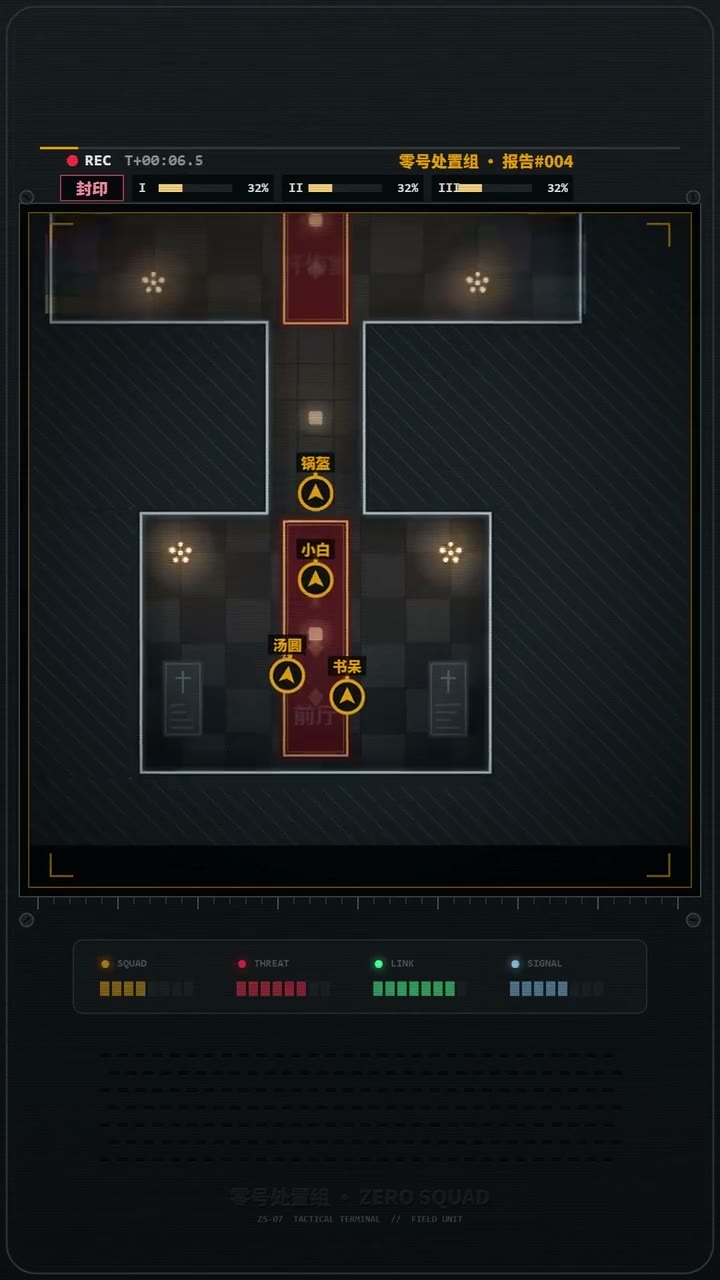 REC T+00:06.5 零号处置组 • 报告#004
封印 I 32% II 32% III 32%
锅盔
小白
汤圆
书呆
前厅
SQUAD THREAT LINK SIGNAL
零号处置组 • ZERO SQUAD
ZS-07 TACTICAL TERMINAL // FIELD UNIT